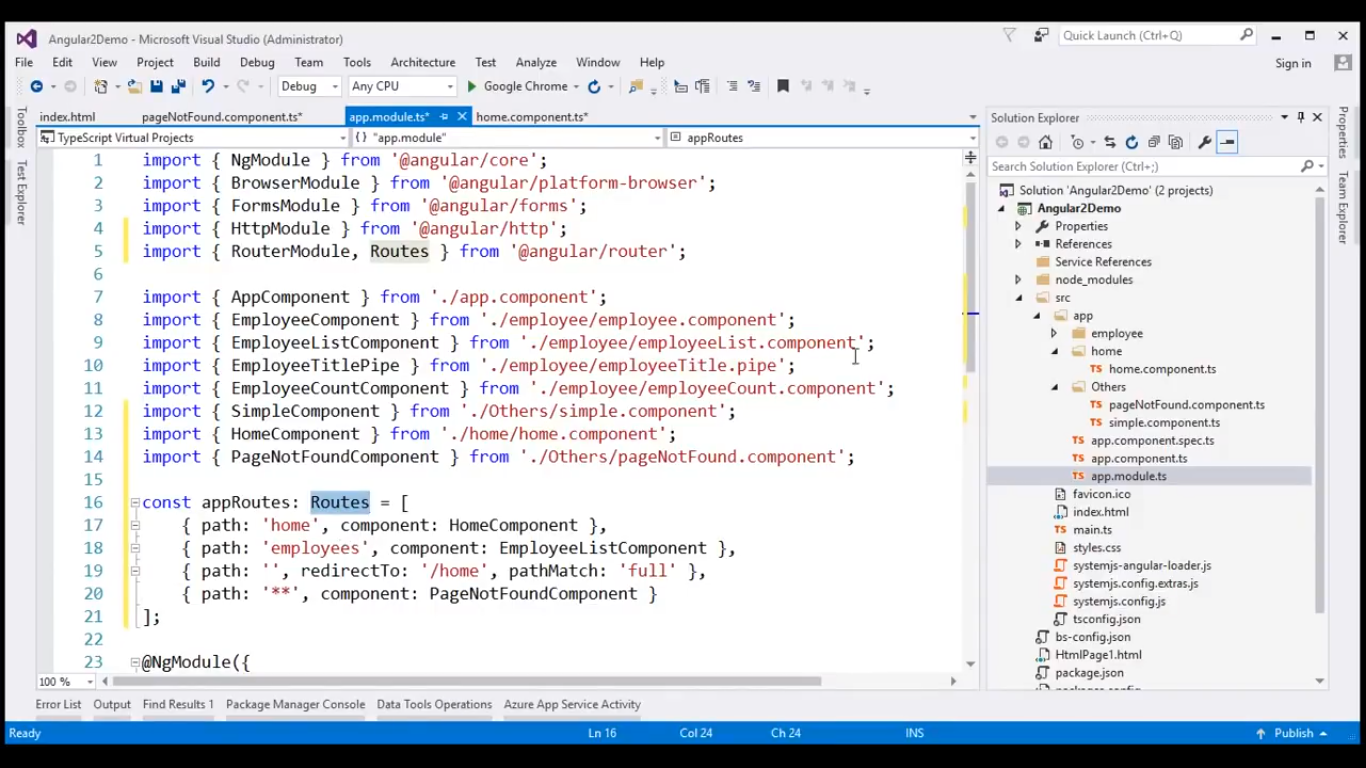 Angular2Demo - Microsoft Visual Studio (Administrator)
Quick Launch (Ctrl+Q)
File Edit View Project Build Debug Team Tools Architecture Test Analyze Window Help
Sign in
Debug Any CPU Google Chrome
index.html pageNotFound.component.ts* app.module.ts* home.component.ts*
TypeScript Virtual Projects {} "app.module" appRoutes
Toolbox
Test Explorer
1 import { NgModule } from '@angular/core';
2 import { BrowserModule } from '@angular/platform-browser';
3 import { FormsModule } from '@angular/forms';
4 import { HttpModule } from '@angular/http';
5 import { RouterModule, Routes } from '@angular/router';
6
7 import { AppComponent } from './app.component';
8 import { EmployeeComponent } from './employee/employee.component';
9 import { EmployeeListComponent } from './employee/employeeList.component';
10 import { EmployeeTitlePipe } from './employee/employeeTitle.pipe';
11 import { EmployeeCountComponent } from './employee/employeeCount.component';
12 import { SimpleComponent } from './Others/simple.component';
13 import { HomeComponent } from './home/home.component';
14 import { PageNotFoundComponent } from './Others/pageNotFound.component';
15
16 const appRoutes: Routes = [
17 { path: 'home', component: HomeComponent },
18 { path: 'employees', component: EmployeeListComponent },
19 { path: '', redirectTo: '/home', pathMatch: 'full' },
20 { path: '**', component: PageNotFoundComponent }
21 ];
22
23 @NgModule({
100 %
Solution Explorer
Search Solution Explorer (Ctrl+;)
Solution 'Angular2Demo' (2 projects)
Angular2Demo
Properties
References
Service References
node_modules
src
app
employee
home
home.component.ts
Others
pageNotFound.component.ts
simple.component.ts
app.component.spec.ts
app.component.ts
app.module.ts
favicon.ico
index.html
main.ts
styles.css
systemjs-angular-loader.js
systemjs.config.extras.js
systemjs.config.js
tsconfig.json
bs-config.json
HtmlPage1.html
package.json
Properties
Team Explorer
Error List Output Find Results 1 Package Manager Console Data Tools Operations Azure App Service Activity
Ready Ln 16 Col 24 Ch 24 INS Publish